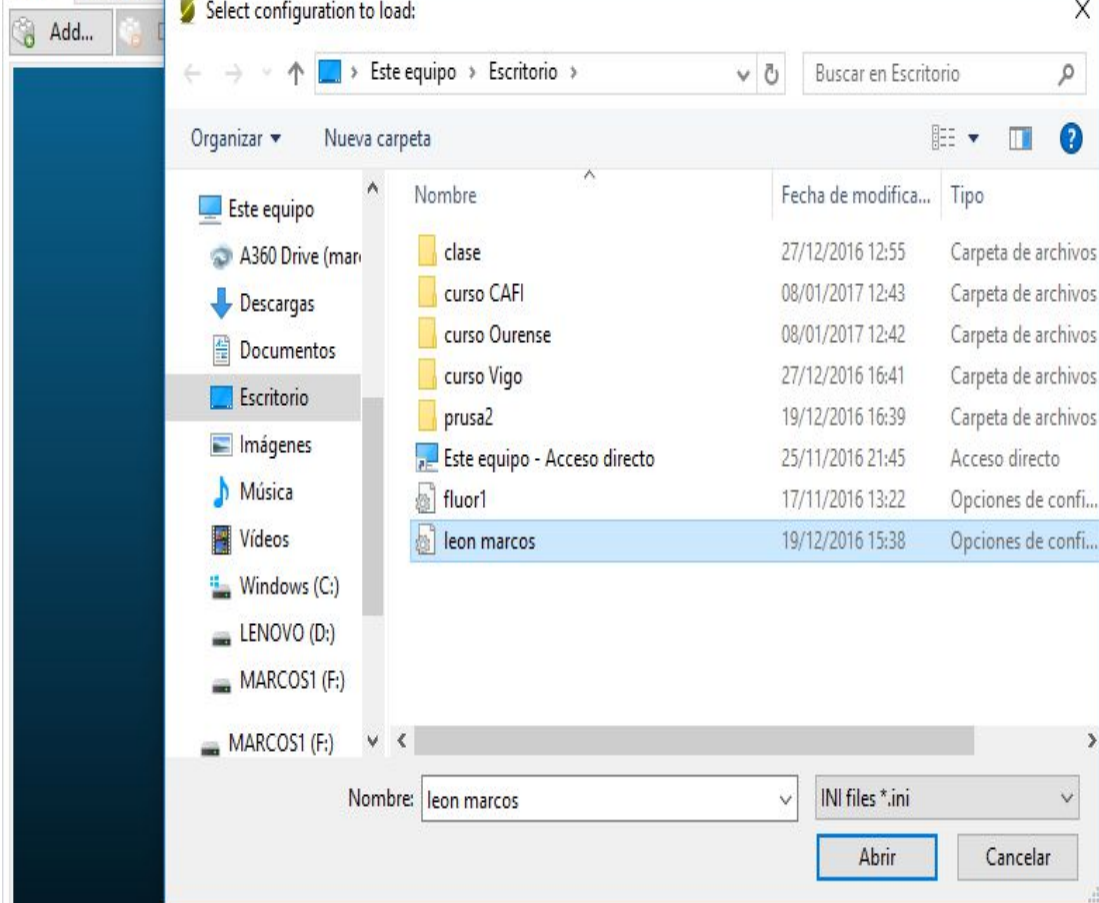 Select configuration to load:
X
Add...
Este equipo > Escritorio >
Buscar en Escritorio
Organizar
Nueva carpeta
Nombre
Fecha de modifica...
Tipo
Este equipo
A360 Drive (mar
Descargas
Documentos
Escritorio
Imágenes
Música
Vídeos
Windows (C:)
LENOVO (D:)
MARCOS1 (F:)
MARCOS1 (F:)
clase 27/12/2016 12:55 Carpeta de archivos
curso CAFI 08/01/2017 12:43 Carpeta de archivos
curso Ourense 08/01/2017 12:42 Carpeta de archivos
curso Vigo 27/12/2016 16:41 Carpeta de archivos
prusa2 19/12/2016 16:39 Carpeta de archivos
Este equipo - Acceso directo 25/11/2016 21:45 Acceso directo
fluor1 17/11/2016 13:22 Opciones de confi...
leon marcos 19/12/2016 15:38 Opciones de confi...
Nombre: leon marcos
INI files *.ini
Abrir
Cancelar